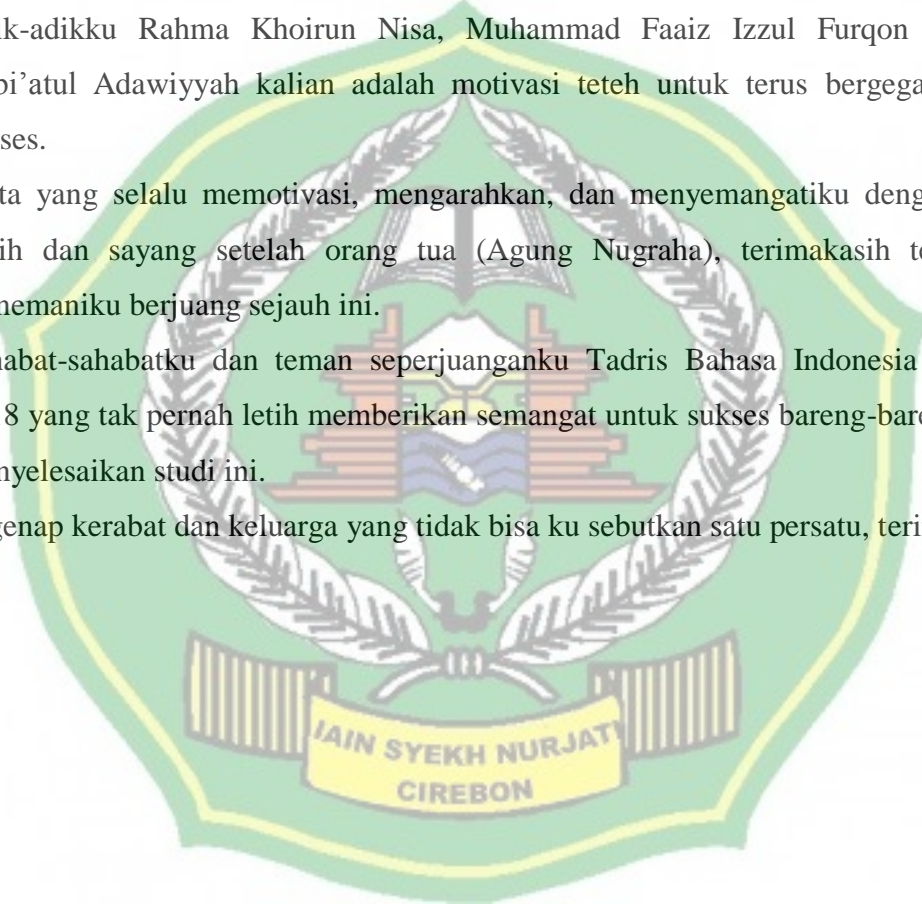 ik-adikku Rahma Khoirun Nisa, Muhammad Faaiz Izzul Furqon
bi’atul Adawiyyah kalian adalah motivasi teteh untuk terus bergega
ses.
ta yang selalu memotivasi, mengarahkan, dan menyemangatiku deng
ih dan sayang setelah orang tua (Agung Nugraha), terimakasih te
nemaniku berjuang sejauh ini.
habat-sahabatku dan teman seperjuanganku Tadris Bahasa Indonesia
8 yang tak pernah letih memberikan semangat untuk sukses bareng-bare
nyelesaikan studi ini.
genap kerabat dan keluarga yang tidak bisa ku sebutkan satu persatu, teri
IAIN SYEKH NURJATI
CIREBON